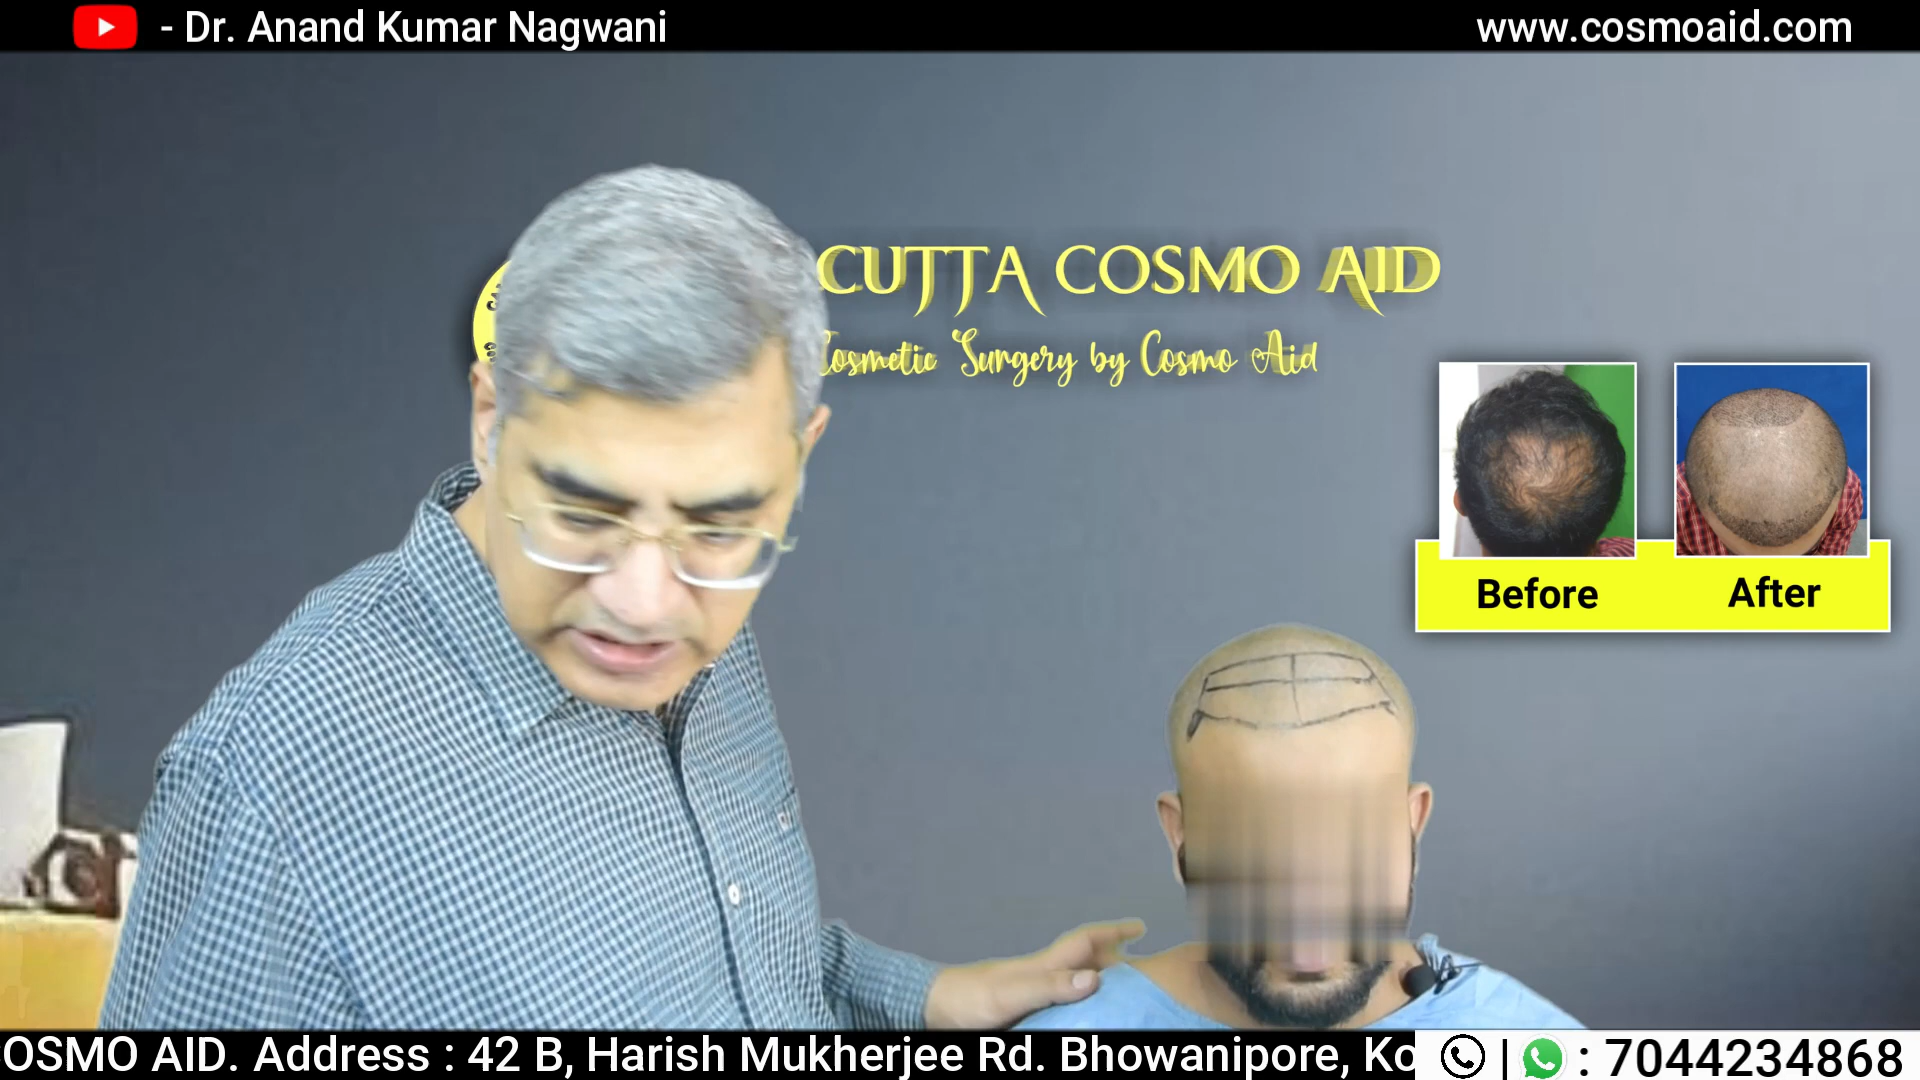 - Dr. Anand Kumar Nagwani
www.cosmoaid.com
CUTTA COSMO AID
Cosmetic Surgery by Cosmo Aid
Before
After
OSMO AID. Address : 42 B, Harish Mukherjee Rd. Bhowanipore, Ko
| : 7044234868